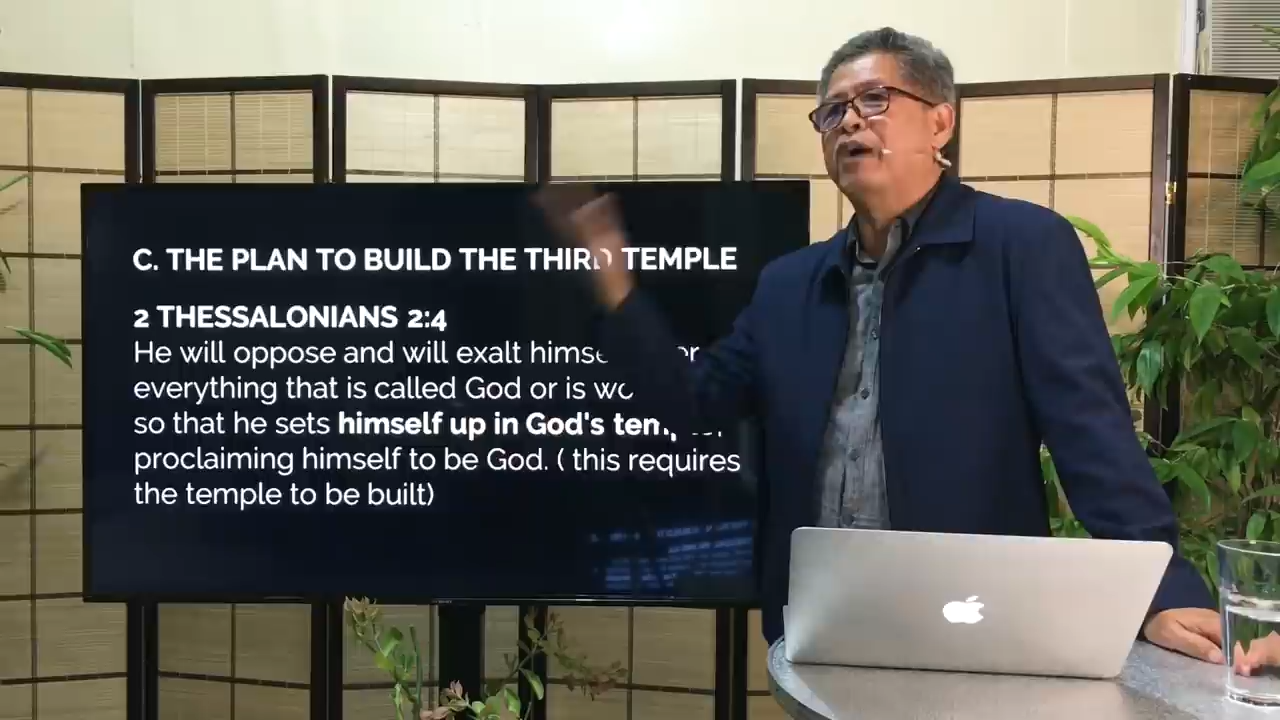 C. THE PLAN TO BUILD THE THIRD TEMPLE
2 THESSALONIANS 2:4
He will oppose and will exalt
everything that is called God or is
so that he sets himself up in God's
proclaiming himself to be God. ( this requires
the temple to be built)